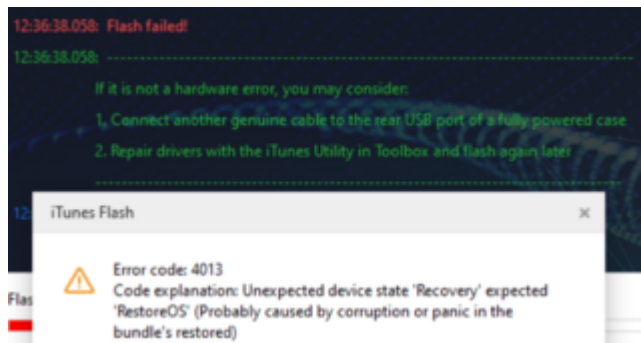 12:36:38.058: Flash failed!
12:36:38.058: ------------------------------------------------------------
If it is not a hardware error, you may consider:
1. Connect another genuine cable to the rear USB port of a fully powered case
2. Repair drivers with the iTunes Utility in Toolbox and flash again later
------------------------------------------------------------
12:
iTunes Flash
Error code: 4013
Code explanation: Unexpected device state 'Recovery' expected
'RestoreOS' (Probably caused by corruption or panic in the
Flas
bundle's restored)